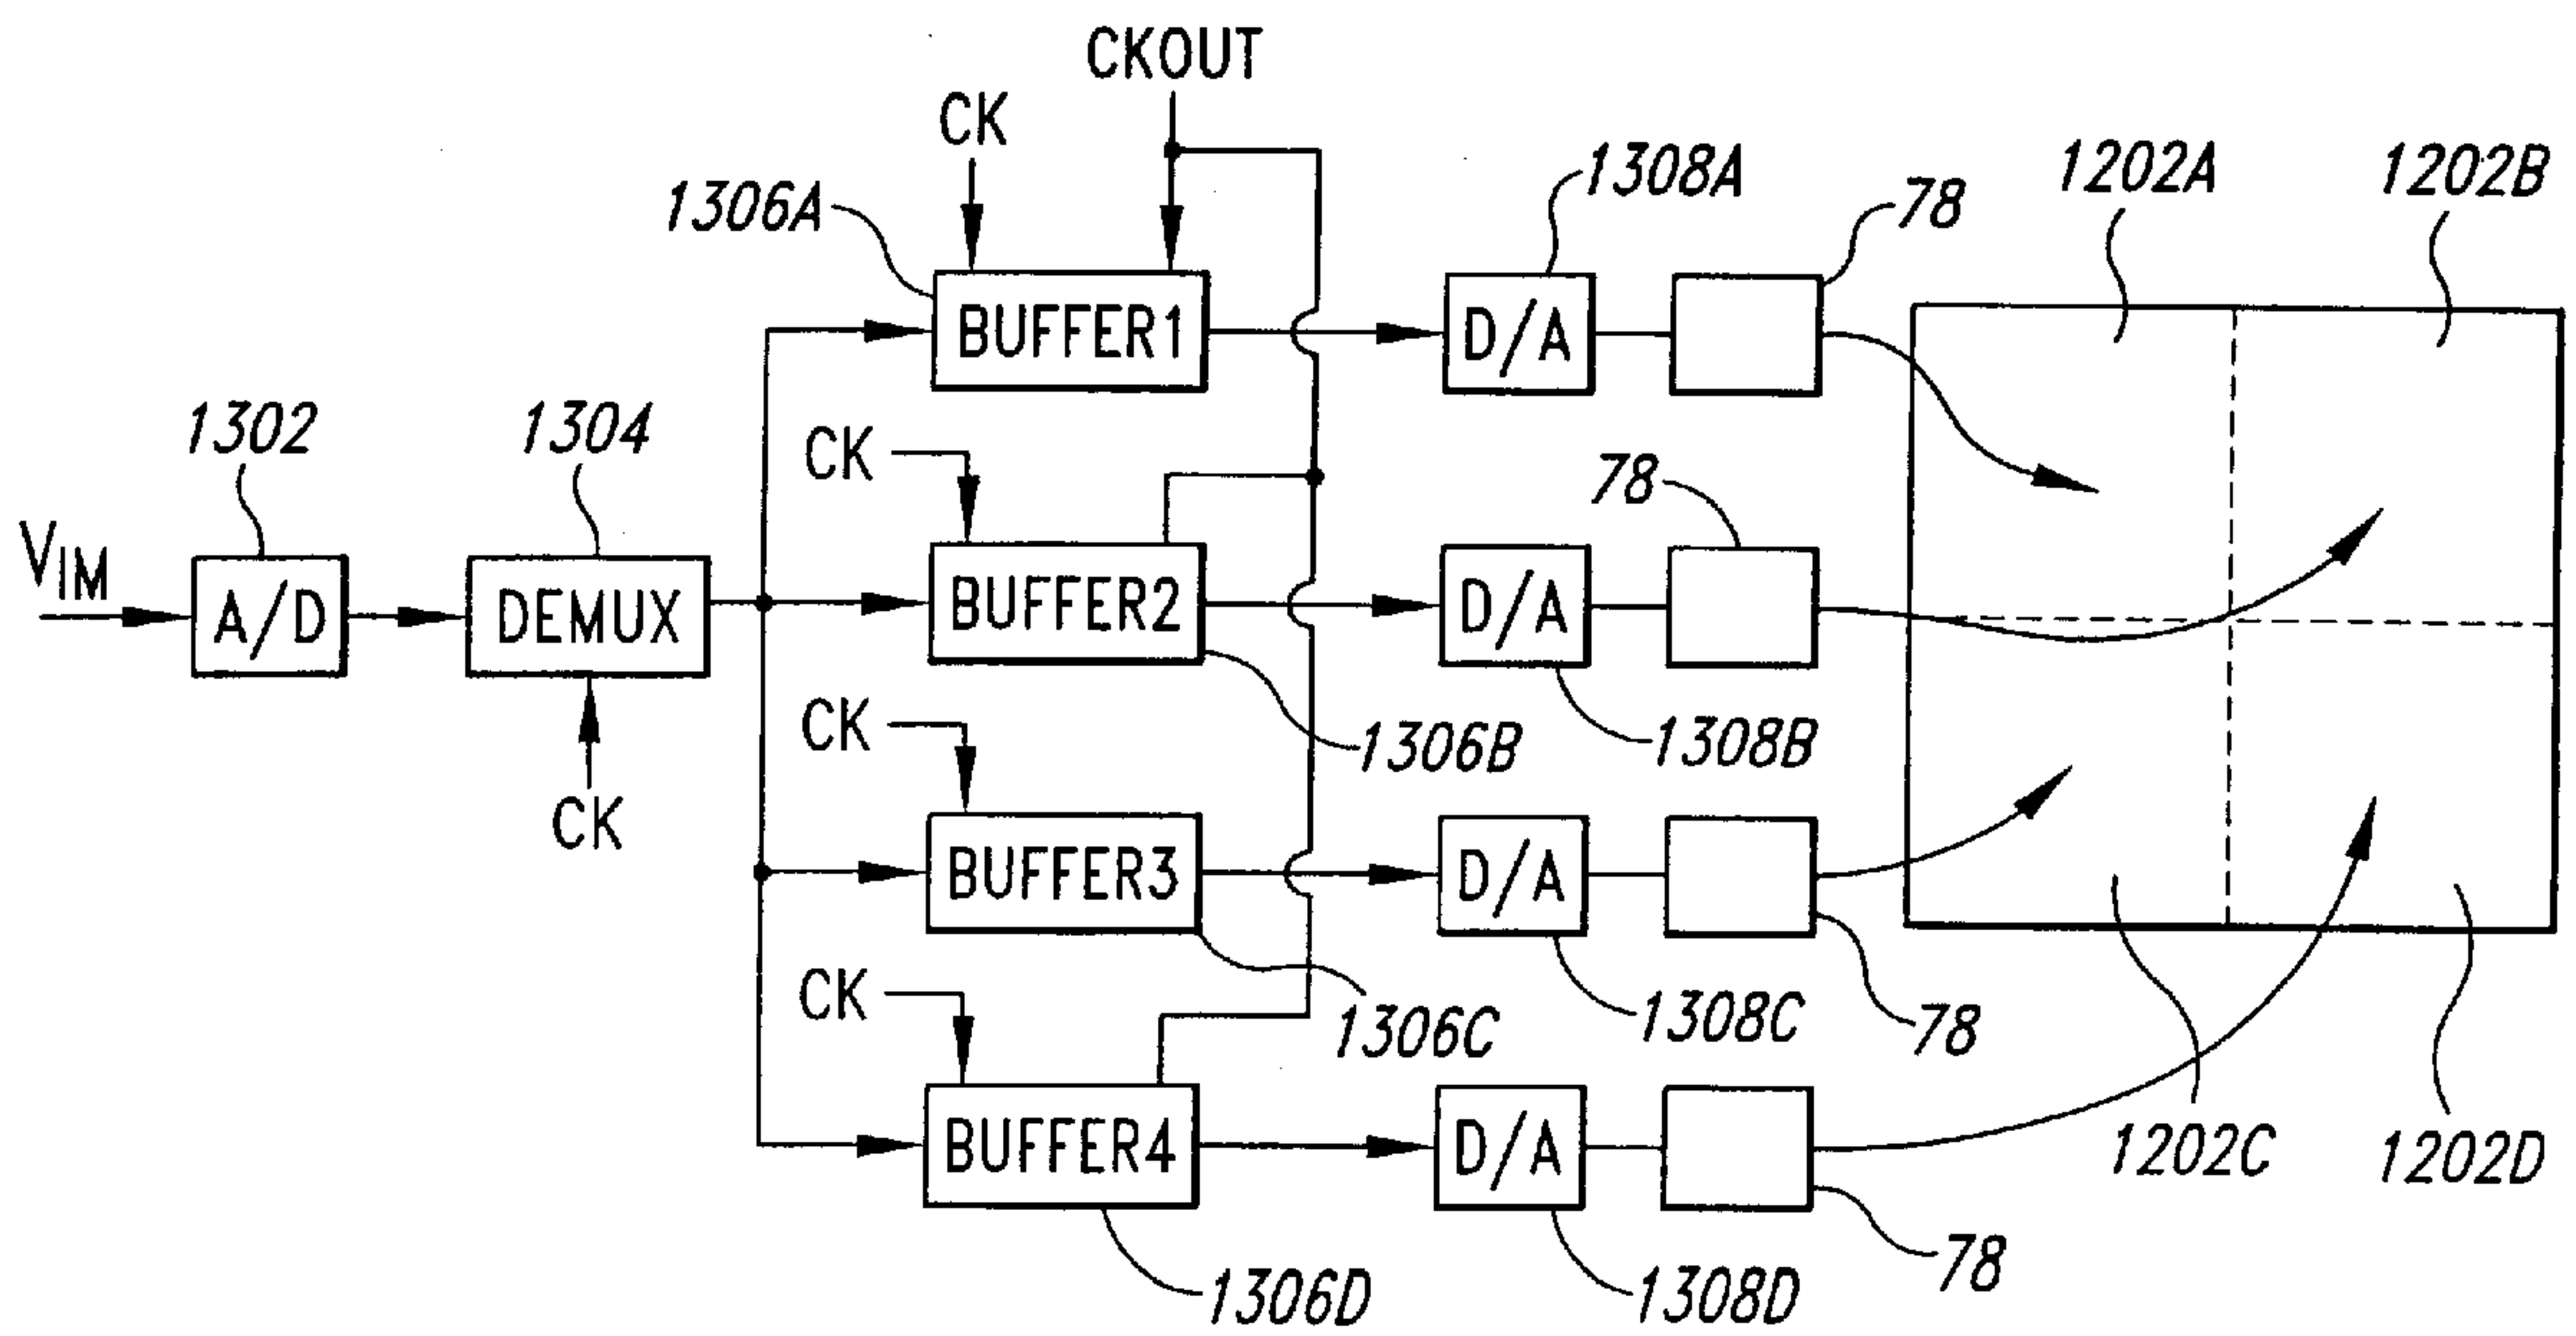 CKOUT
CK
1306A
1308A
78
1202A
1202B
BUFFER1
D/A
1302
1304
CK
78
VIM
A/D
DEMUX
BUFFER2
D/A
CK
CK
1306B
1308B
BUFFER3
D/A
CK
1306C
1308C
78
BUFFER4
D/A
1202C
1202D
1306D
1308D
78